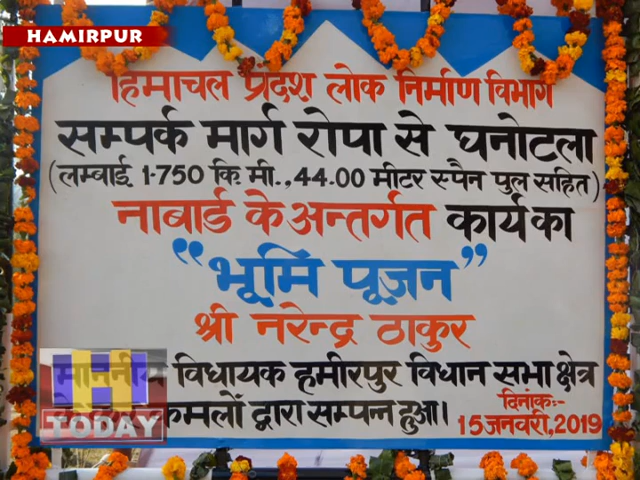 HAMIRPUR
हिमाचल प्रदेश लोक निर्माण विभाग
सम्पर्क मार्ग रोपा से घनोटला
(लम्बाई 1.750 कि.मी., 44.00 मीटर स्पैन पुल सहित)
नाबार्ड के अन्तर्गत कार्य का
"भूमि पूजन"
श्री नरेन्द्र ठाकुर
माननीय विधायक हमीरपुर विधान सभा क्षेत्र
कमलों द्वारा सम्पन्न हुआ।
दिनांक:-
15 जनवरी, 2019
H
TODAY